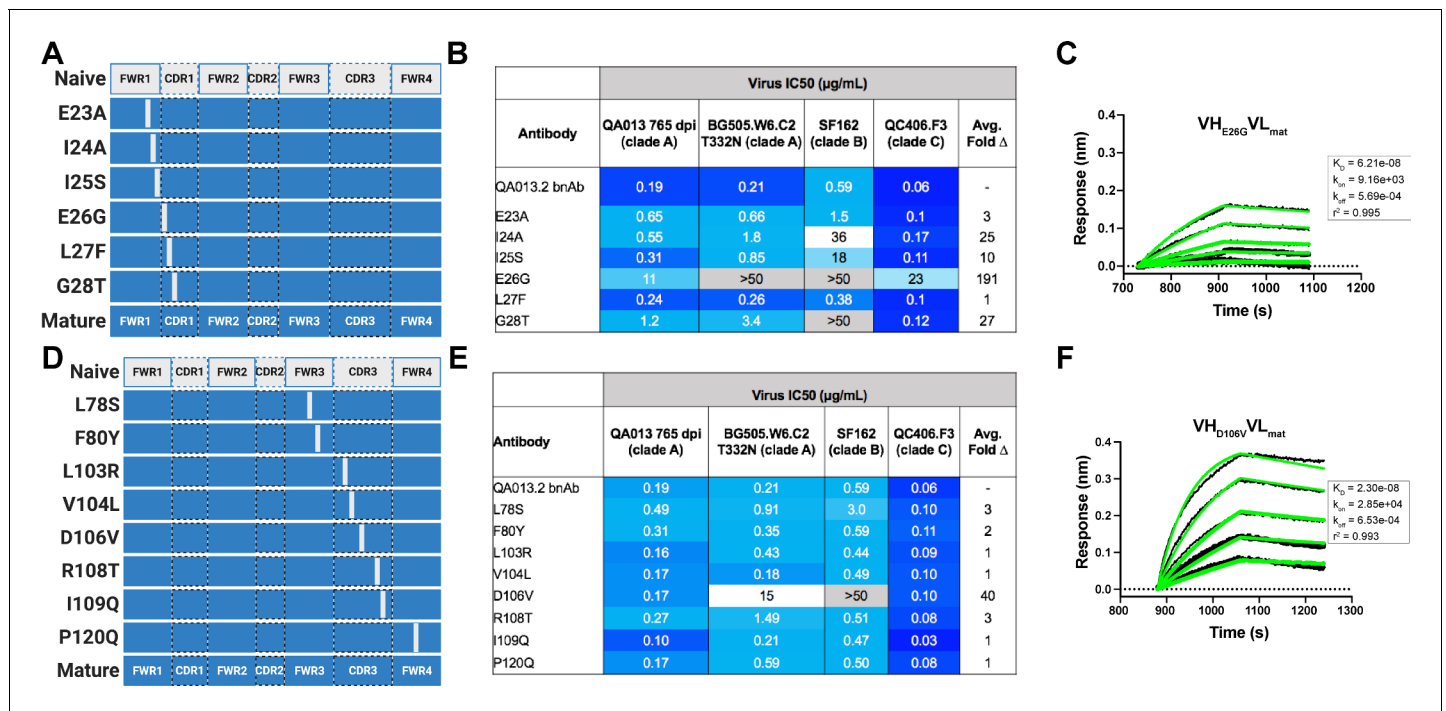 A
Naive FWR1 CDR1 FWR2 CDR2 FWR3 CDR3 FWR4
E23A
I24A
I25S
E26G
L27F
G28T
Mature FWR1 CDR1 FWR2 CDR2 FWR3 CDR3 FWR4
B
Virus IC50 (µg/mL)
Antibody QA013 765 dpi (clade A) BG505.W6.C2 T332N (clade A) SF162 (clade B) QC406.F3 (clade C) Avg. Fold Δ
QA013.2 bnAb 0.19 0.21 0.59 0.06 -
E23A 0.65 0.66 1.5 0.1 3
I24A 0.55 1.8 36 0.17 25
I25S 0.31 0.85 18 0.11 10
E26G 11 >50 >50 23 191
L27F 0.24 0.26 0.38 0.1 1
G28T 1.2 3.4 >50 0.12 27
C
VH_E26G VL_mat
K_D = 6.21e-08
k_on = 9.16e+03
k_off = 5.69e-04
r² = 0.995
Response (nm)
0.4
0.3
0.2
0.1
0.0
700 800 900 1000 1100 1200
Time (s)
D
Naive FWR1 CDR1 FWR2 CDR2 FWR3 CDR3 FWR4
L78S
F80Y
L103R
V104L
D106V
R108T
I109Q
P120Q
Mature FWR1 CDR1 FWR2 CDR2 FWR3 CDR3 FWR4
E
Virus IC50 (µg/mL)
Antibody QA013 765 dpi (clade A) BG505.W6.C2 T332N (clade A) SF162 (clade B) QC406.F3 (clade C) Avg. Fold Δ
QA013.2 bnAb 0.19 0.21 0.59 0.06 -
L78S 0.49 0.91 3.0 0.10 3
F80Y 0.31 0.35 0.59 0.11 2
L103R 0.16 0.43 0.44 0.09 1
V104L 0.17 0.18 0.49 0.10 1
D106V 0.17 15 >50 0.10 40
R108T 0.27 1.49 0.51 0.08 3
I109Q 0.10 0.21 0.47 0.03 1
P120Q 0.17 0.59 0.50 0.08 1
F
VH_D106V VL_mat
K_D = 2.30e-08
k_on = 2.85e+04
k_off = 6.53e-04
r² = 0.993
Response (nm)
0.4
0.3
0.2
0.1
0.0
800 900 1000 1100 1200 1300
Time (s)